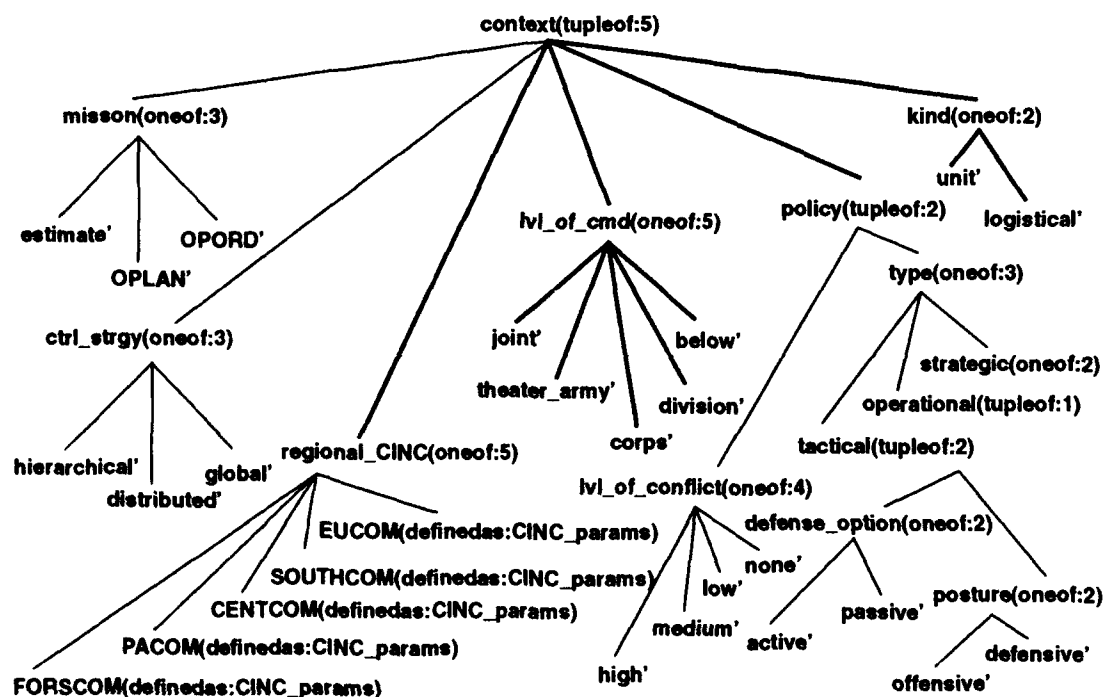 context(tupleof:5)
misson(oneof:3)
kind(oneof:2)
unit'
logistical'
estimate'
OPORD'
OPLAN'
lvl_of_cmd(oneof:5)
policy(tupleof:2)
type(oneof:3)
ctrl_strgy(oneof:3)
joint'
below'
theater_army'
division'
corps'
strategic(oneof:2)
operational(tupleof:1)
tactical(tupleof:2)
hierarchical'
global'
distributed'
regional_CINC(oneof:5)
lvl_of_conflict(oneof:4)
defense_option(oneof:2)
EUCOM(definedas:CINC_params)
SOUTHCOM(definedas:CINC_params)
CENTCOM(definedas:CINC_params)
PACOM(definedas:CINC_params)
FORSCOM(definedas:CINC_params)
none'
low'
medium'
high'
active'
passive'
posture(oneof:2)
defensive'
offensive'